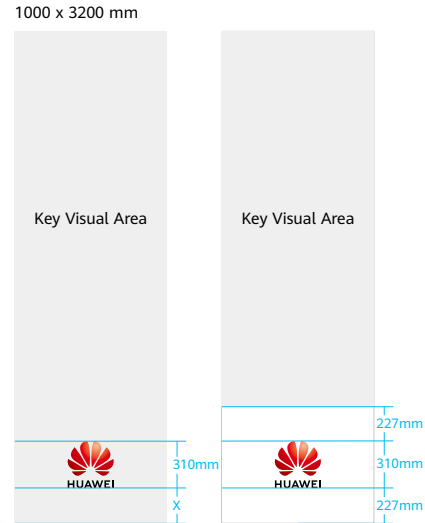 1000 x 3200 mm
Key Visual Area
Key Visual Area
227mm
310mm
310mm
HUAWEI
HUAWEI
X
227mm